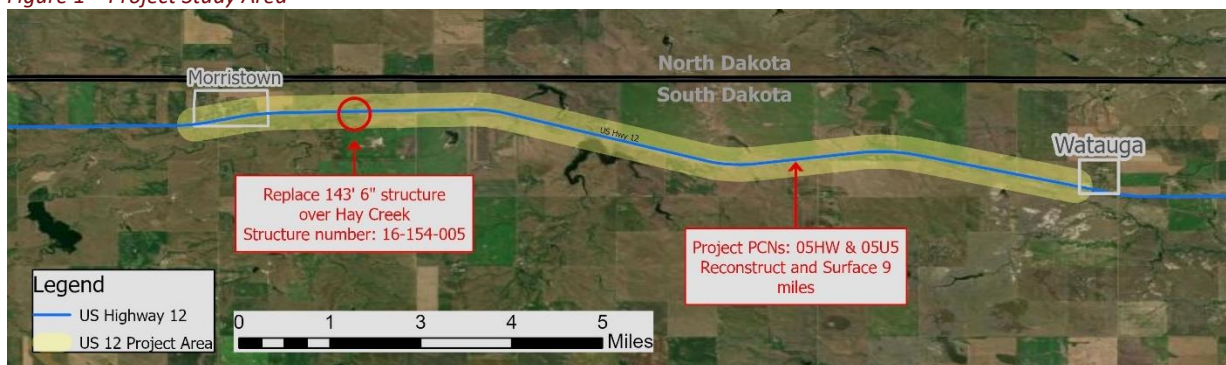 Figure 1 – Project Study Area
North Dakota
Morristown
South Dakota
US Hwy 12
Watauga
Replace 143' 6" structure
over Hay Creek
Structure number: 16-154-005
Project PCNs: 05HW & 05U5
Reconstruct and Surface 9
miles
Legend
US Highway 12
US 12 Project Area
0 1 3 4 5
Miles